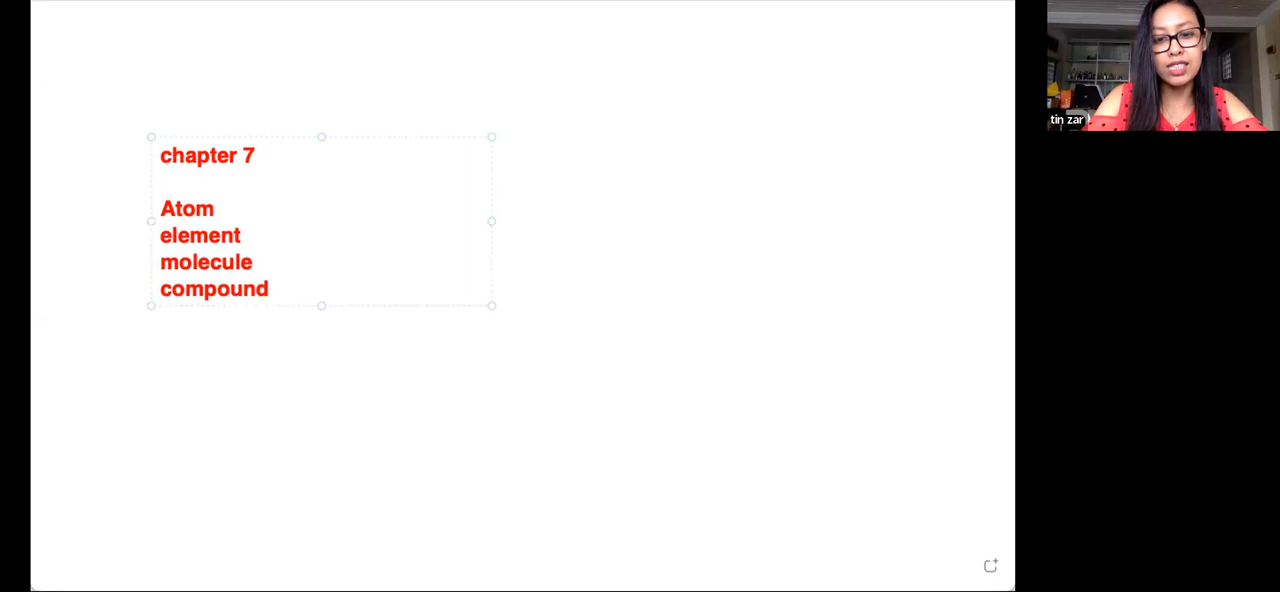 chapter 7
Atom
element
molecule
compound
tin zar